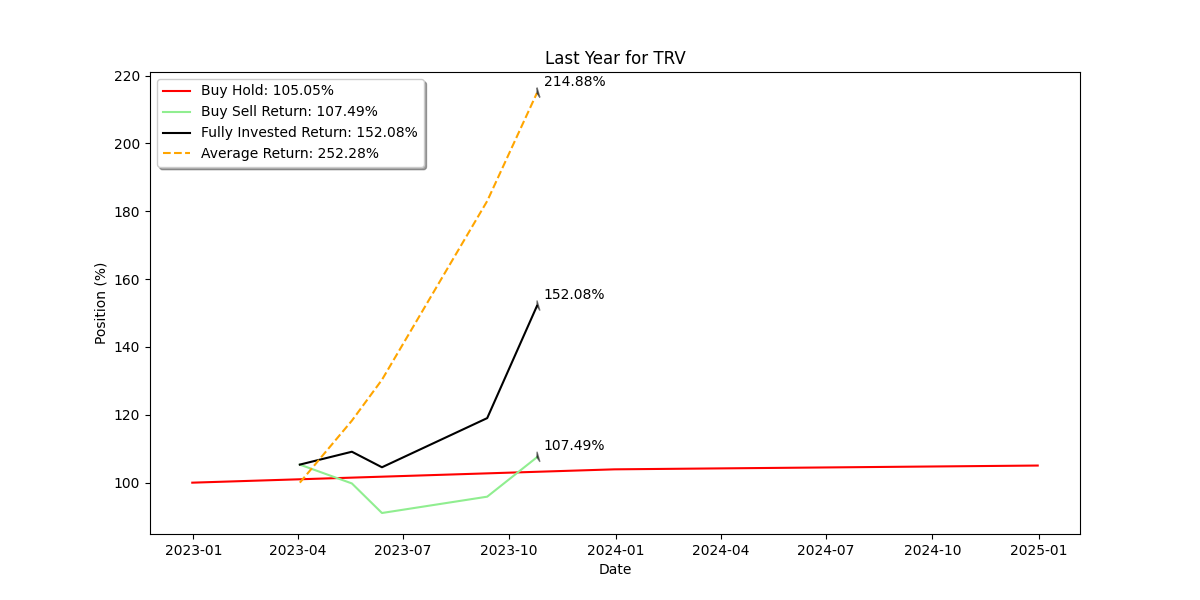 Last Year for TRV
Buy Hold: 105.05%
Buy Sell Return: 107.49%
Fully Invested Return: 152.08%
Average Return: 252.28%
214.88%
152.08%
107.49%
Position (%)
220
200
180
160
140
120
100
2023-01
2023-04
2023-07
2023-10
2024-01
2024-04
2024-07
2024-10
2025-01
Date